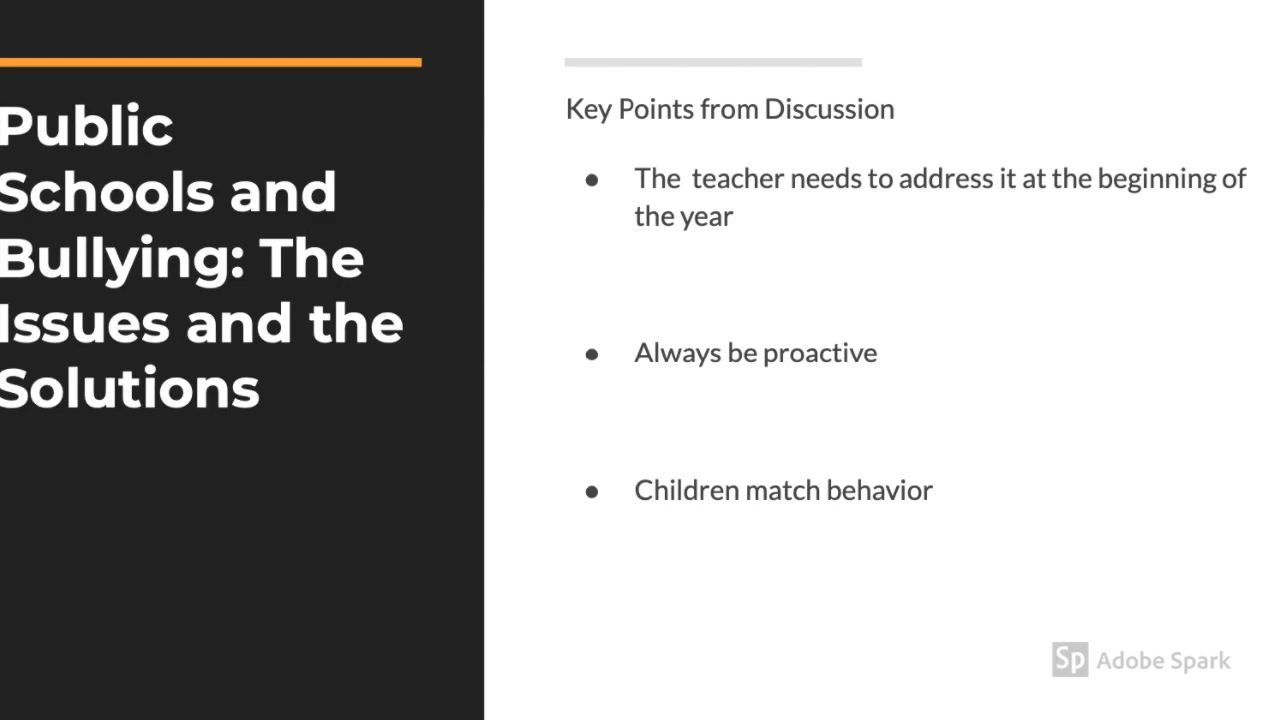 Public
Schools and
Bullying: The
Issues and the
Solutions
Key Points from Discussion
● The  teacher needs to address it at the beginning of
the year
● Always be proactive
● Children match behavior
Sp Adobe Spark